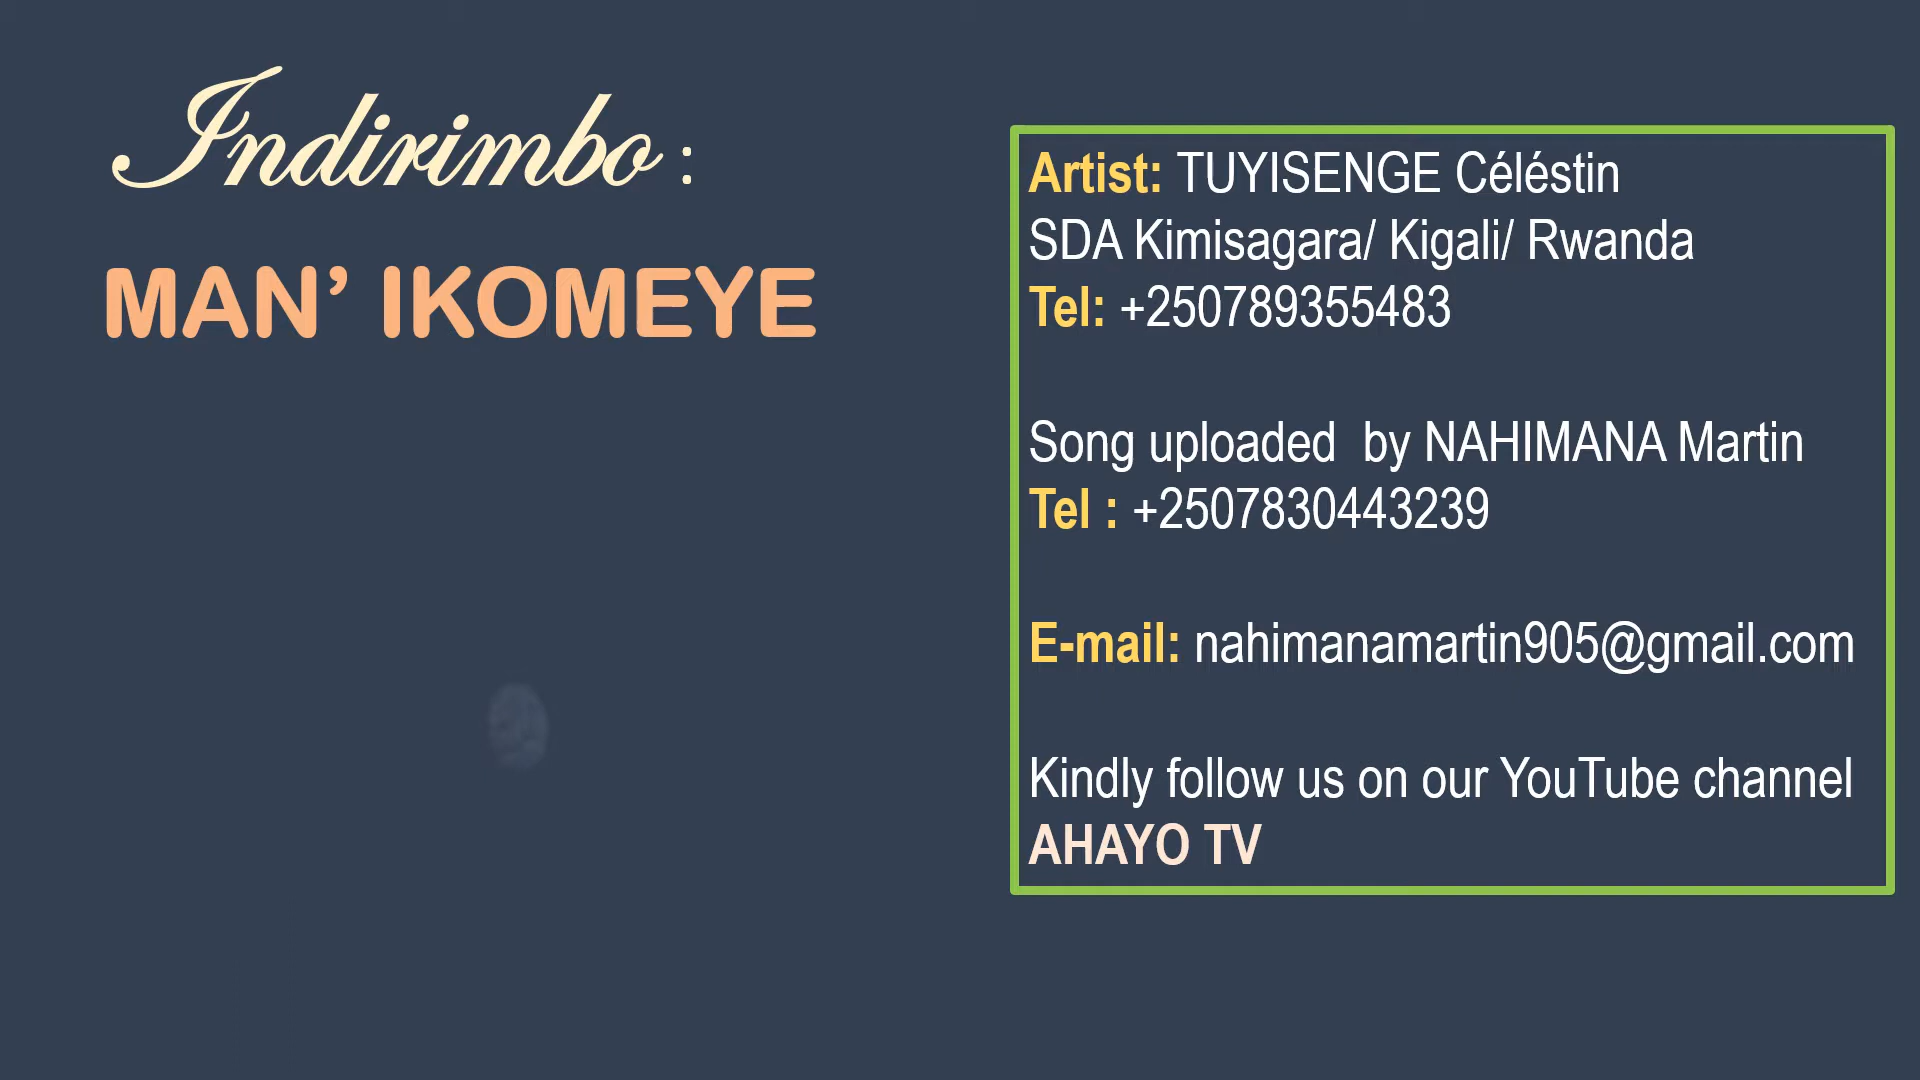 Indirimbo :
MAN’ IKOMEYE
Artist: TUYISENGE Céléstin
SDA Kimisagara/ Kigali/ Rwanda
Tel: +250789355483
Song uploaded  by NAHIMANA Martin
Tel : +2507830443239
E-mail: nahimanamartin905@gmail.com
Kindly follow us on our YouTube channel
AHAYO TV